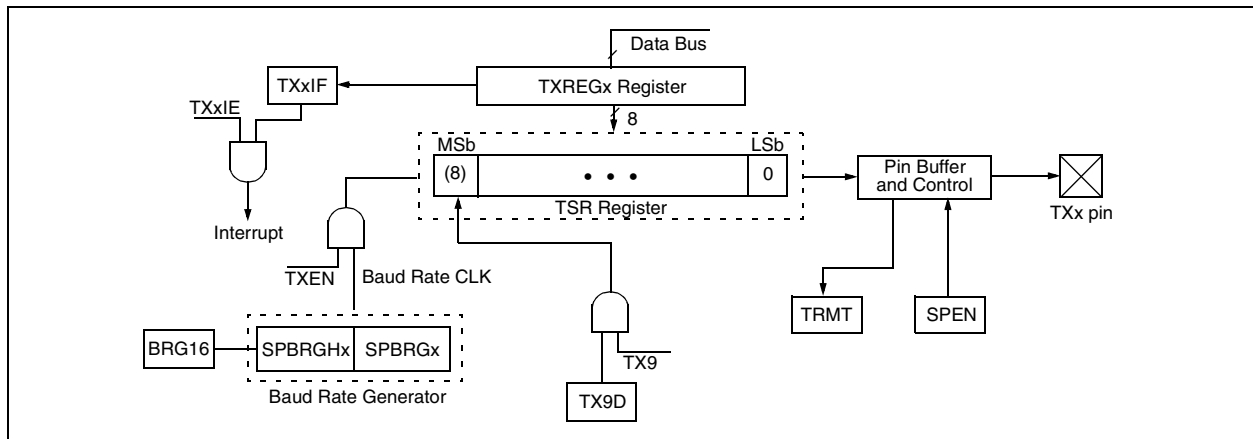 Data Bus
TXxIF
TXREGx Register
TXxIE
8
MSb
LSb
(8)
• • •
0
Pin Buffer
and Control
TSR Register
TXx pin
Interrupt
TXEN
Baud Rate CLK
TRMT
SPEN
BRG16
SPBRGHx
SPBRGx
TX9
Baud Rate Generator
TX9D